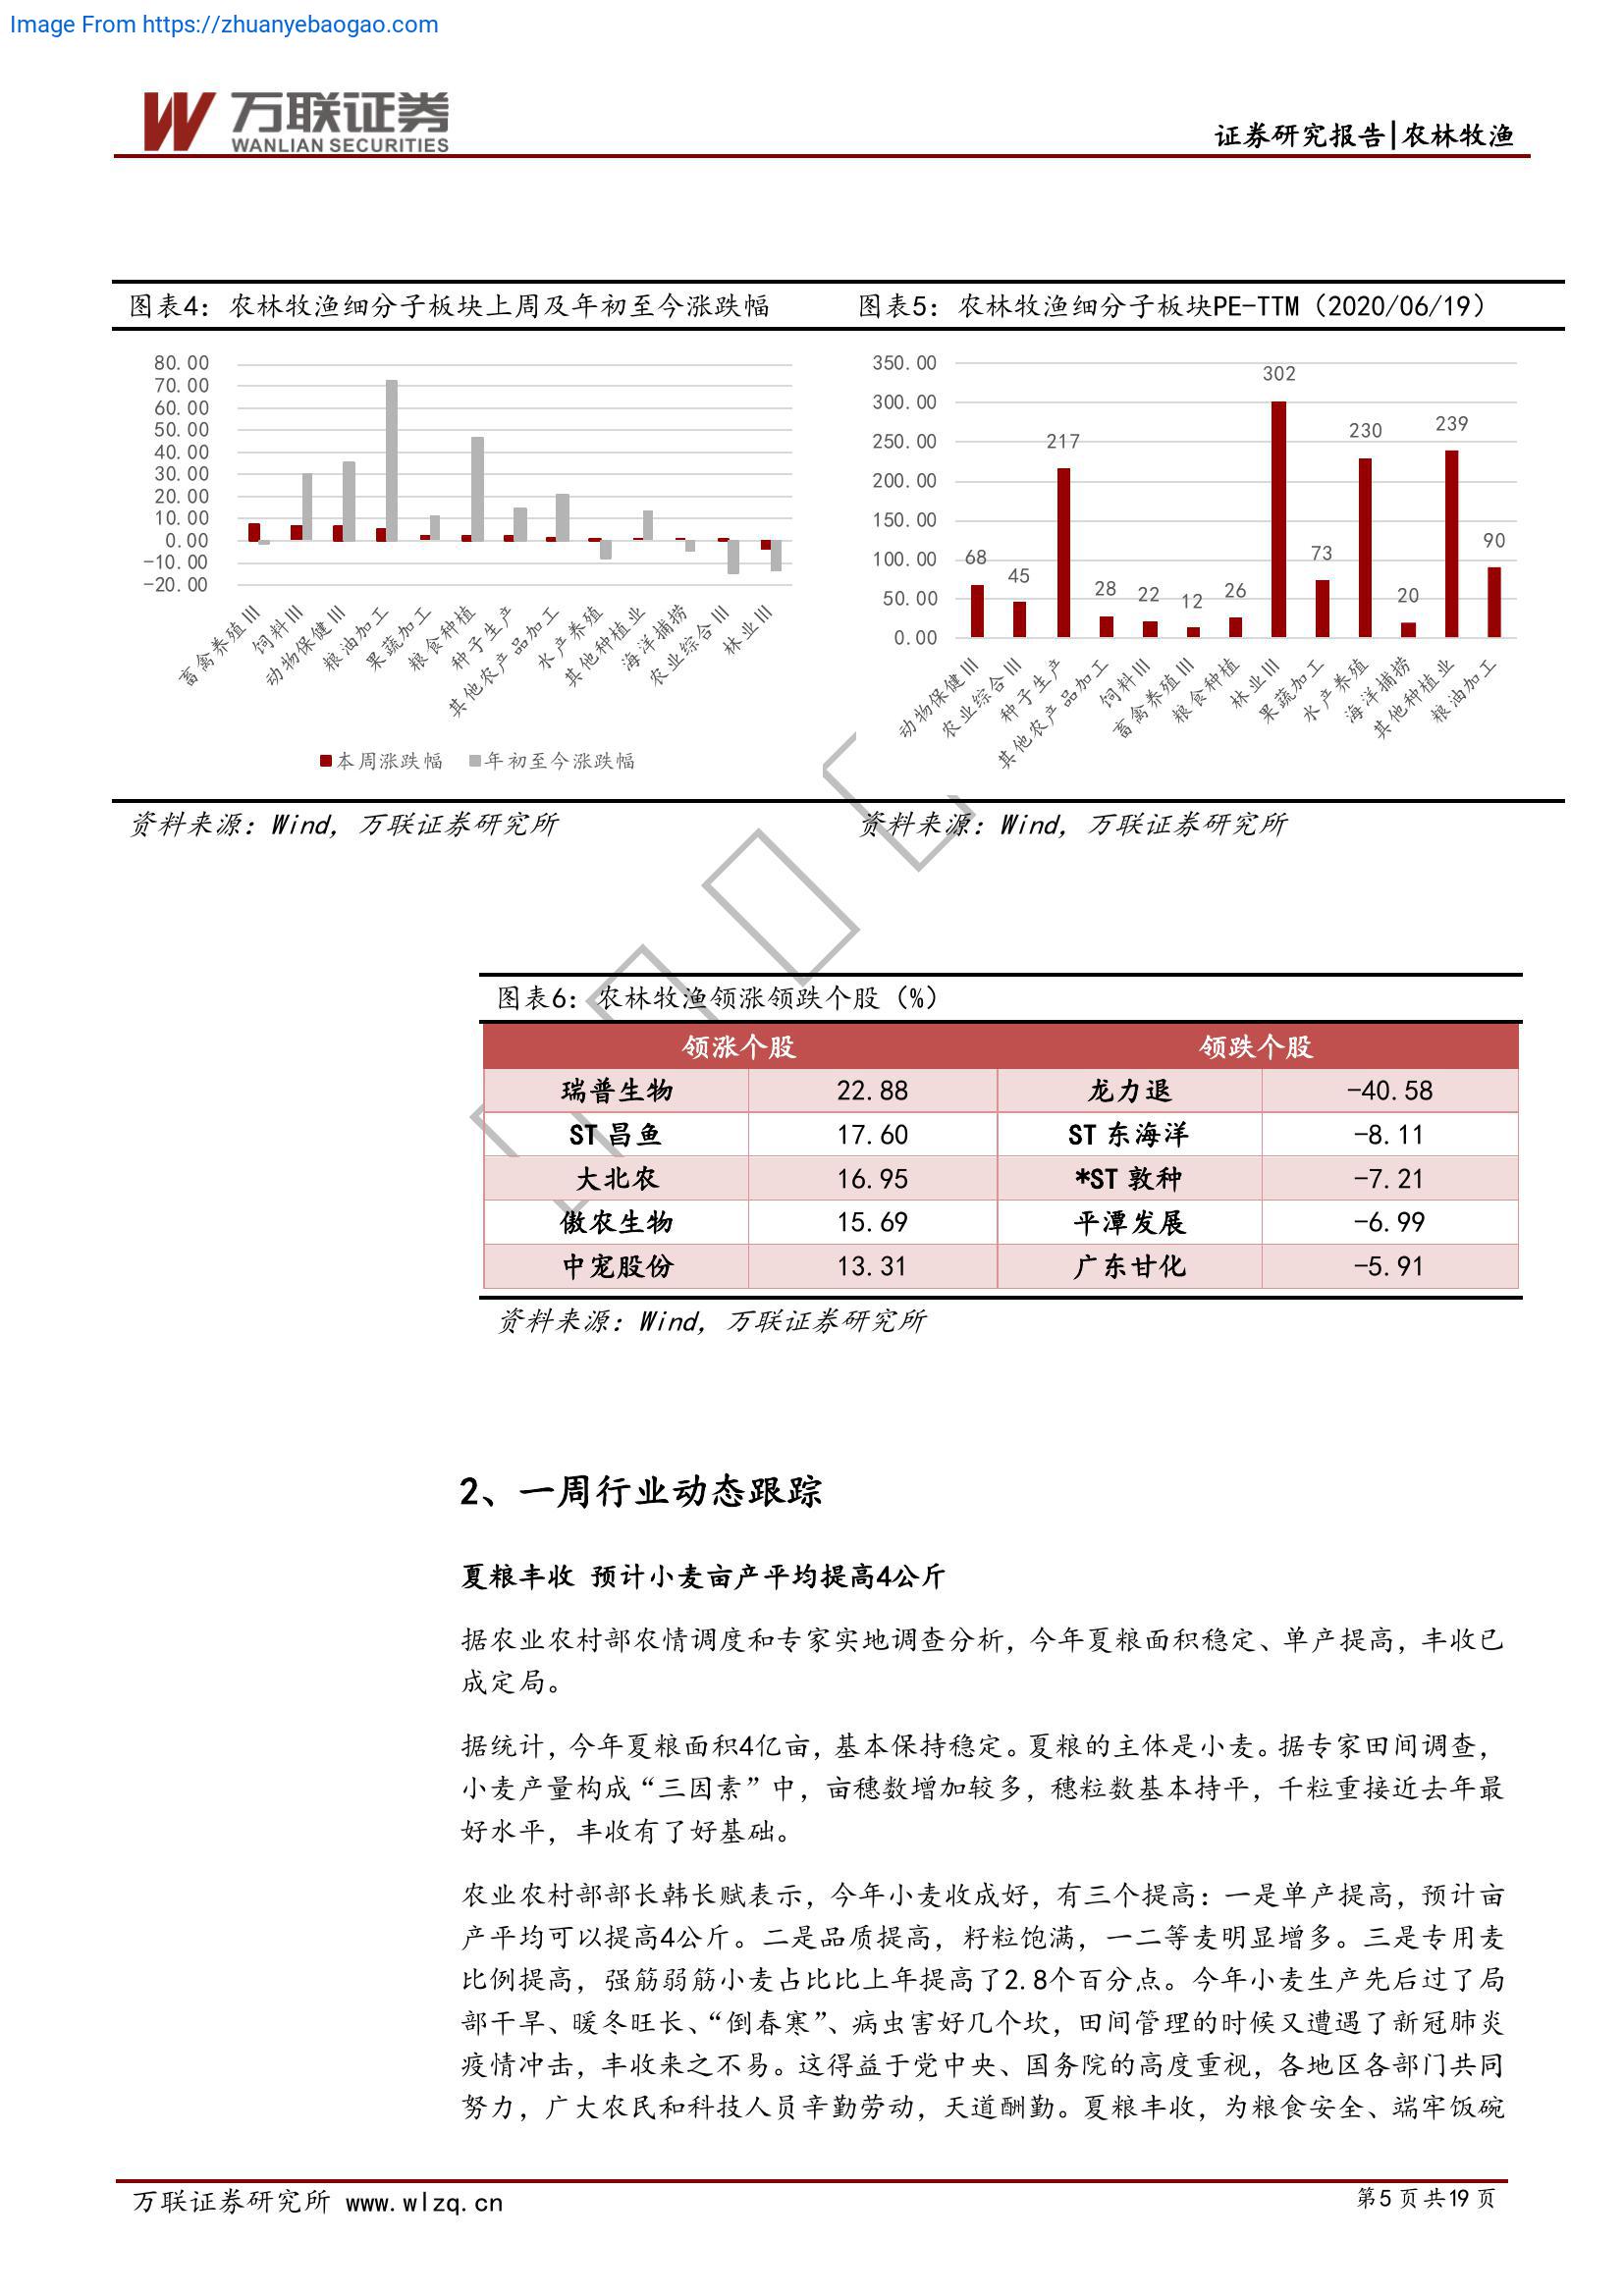 Image From https://zhuanyebaogao.com
万联证券
WANLIAN SECURITIES
证券研究报告|农林牧渔
图表4：农林牧渔细分子板块上周及年初至今涨跌幅
80.00
70.00
60.00
50.00
40.00
30.00
20.00
10.00
0.00
-10.00
-20.00
畜禽养殖Ⅲ
饲料Ⅲ
动物保健Ⅲ
粮油加工
果蔬加工
粮食种植
种子生产
其他农产品加工
水产养殖
其他种植业
海洋捕捞
农业综合Ⅲ
林业Ⅲ
本周涨跌幅 年初至今涨跌幅
资料来源：Wind，万联证券研究所
图表5：农林牧渔细分子板块PE-TTM（2020/06/19）
350.00
300.00
250.00
200.00
150.00
100.00
50.00
0.00
68
45
217
28
22
12
26
302
73
230
20
239
90
动物保健Ⅲ
农业综合Ⅲ
种子生产
其他农产品加工
饲料Ⅲ
畜禽养殖Ⅲ
粮食种植
林业Ⅲ
果蔬加工
水产养殖
海洋捕捞
其他种植业
粮油加工
资料来源：Wind，万联证券研究所
图表6：农林牧渔领涨领跌个股（%）
领涨个股 领跌个股
瑞普生物 22.88 龙力退 -40.58
ST 昌鱼 17.60 ST 东海洋 -8.11
大北农 16.95 *ST 敦种 -7.21
傲农生物 15.69 平潭发展 -6.99
中宠股份 13.31 广东甘化 -5.91
资料来源：Wind，万联证券研究所
2、一周行业动态跟踪
夏粮丰收 预计小麦亩产平均提高4公斤
据农业农村部农情调度和专家实地调查分析，今年夏粮面积稳定、单产提高，丰收已
成定局。
据统计，今年夏粮面积4亿亩，基本保持稳定。夏粮的主体是小麦。据专家田间调查，
小麦产量构成“三因素”中，亩穗数增加较多，穗粒数基本持平，千粒重接近去年最
好水平，丰收有了好基础。
农业农村部部长韩长赋表示，今年小麦收成好，有三个提高：一是单产提高，预计亩
产平均可以提高4公斤。二是品质提高，籽粒饱满，一二等麦明显增多。三是专用麦
比例提高，强筋弱筋小麦占比比上年提高了2.8个百分点。今年小麦生产先后过了局
部干旱、暖冬旺长、“倒春寒”、病虫害好几个坎，田间管理的时候又遭遇了新冠肺炎
疫情冲击，丰收来之不易。这得益于党中央、国务院的高度重视，各地区各部门共同
努力，广大农民和科技人员辛勤劳动，天道酬勤。夏粮丰收，为粮食安全、端牢饭碗
万联证券研究所 www.wlzq.cn
第5 页 共19 页